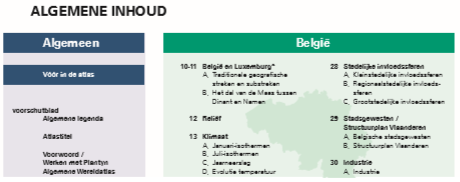 ALGEMENE INHOUD
Algemeen
Vóór in de atlas
voorschutblad
Algemene legenda
Atlastitel
Voorwoord /
Werken met Plantyn
Algemene Wereldatlas
België
10-11 België en Luxemburg*
A, Traditionele geografische
streken en substreken
B, Het dal van de Maas tussen
Dinant en Namen
12 Reliëf
13 Klimaat
A, Januari-isothermen
B, Juli-isothermen
C, Jaarneerslag
D, Evolutie temperatuur
28 Stedelijke invloedssferen
A, Kleinstedelijke invloedssferen
B, Regionaalstedelijke invloeds-
sferen
C, Grootstedelijke invloedssferen
29 Stadsgewesten /
Structuurplan Vlaanderen
A, Belgische stadsgewesten
B, Structuurplan Vlaanderen
30 Industrie
A, Industrie